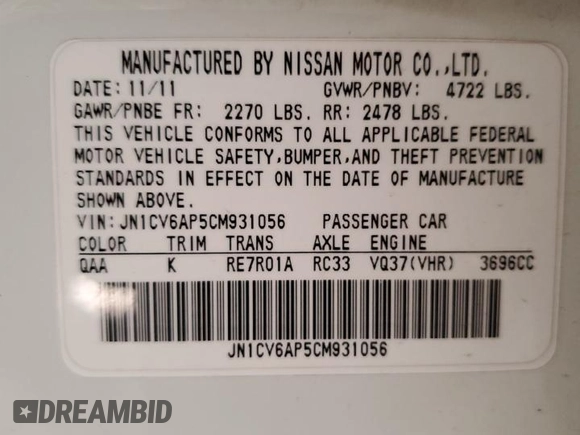 MANUFACTURED BY NISSAN MOTOR CO.,LTD.
DATE: 11/11 GVWR/PNBV: 4722 LBS.
GAWR/PNBE FR: 2270 LBS. RR: 2478 LBS.
THIS VEHICLE CONFORMS TO ALL APPLICABLE FEDERAL
MOTOR VEHICLE SAFETY,BUMPER,AND THEFT PREVENTION
STANDARDS IN EFFECT ON THE DATE OF MANUFACTURE
SHOWN ABOVE.
VIN:JN1CV6AP5CM931056 PASSENGER CAR
COLOR TRIM TRANS AXLE ENGINE
QAA K RE7R01A RC33 VQ37(VHR) 3696CC
JN1CV6AP5CM931056
DREAMBID